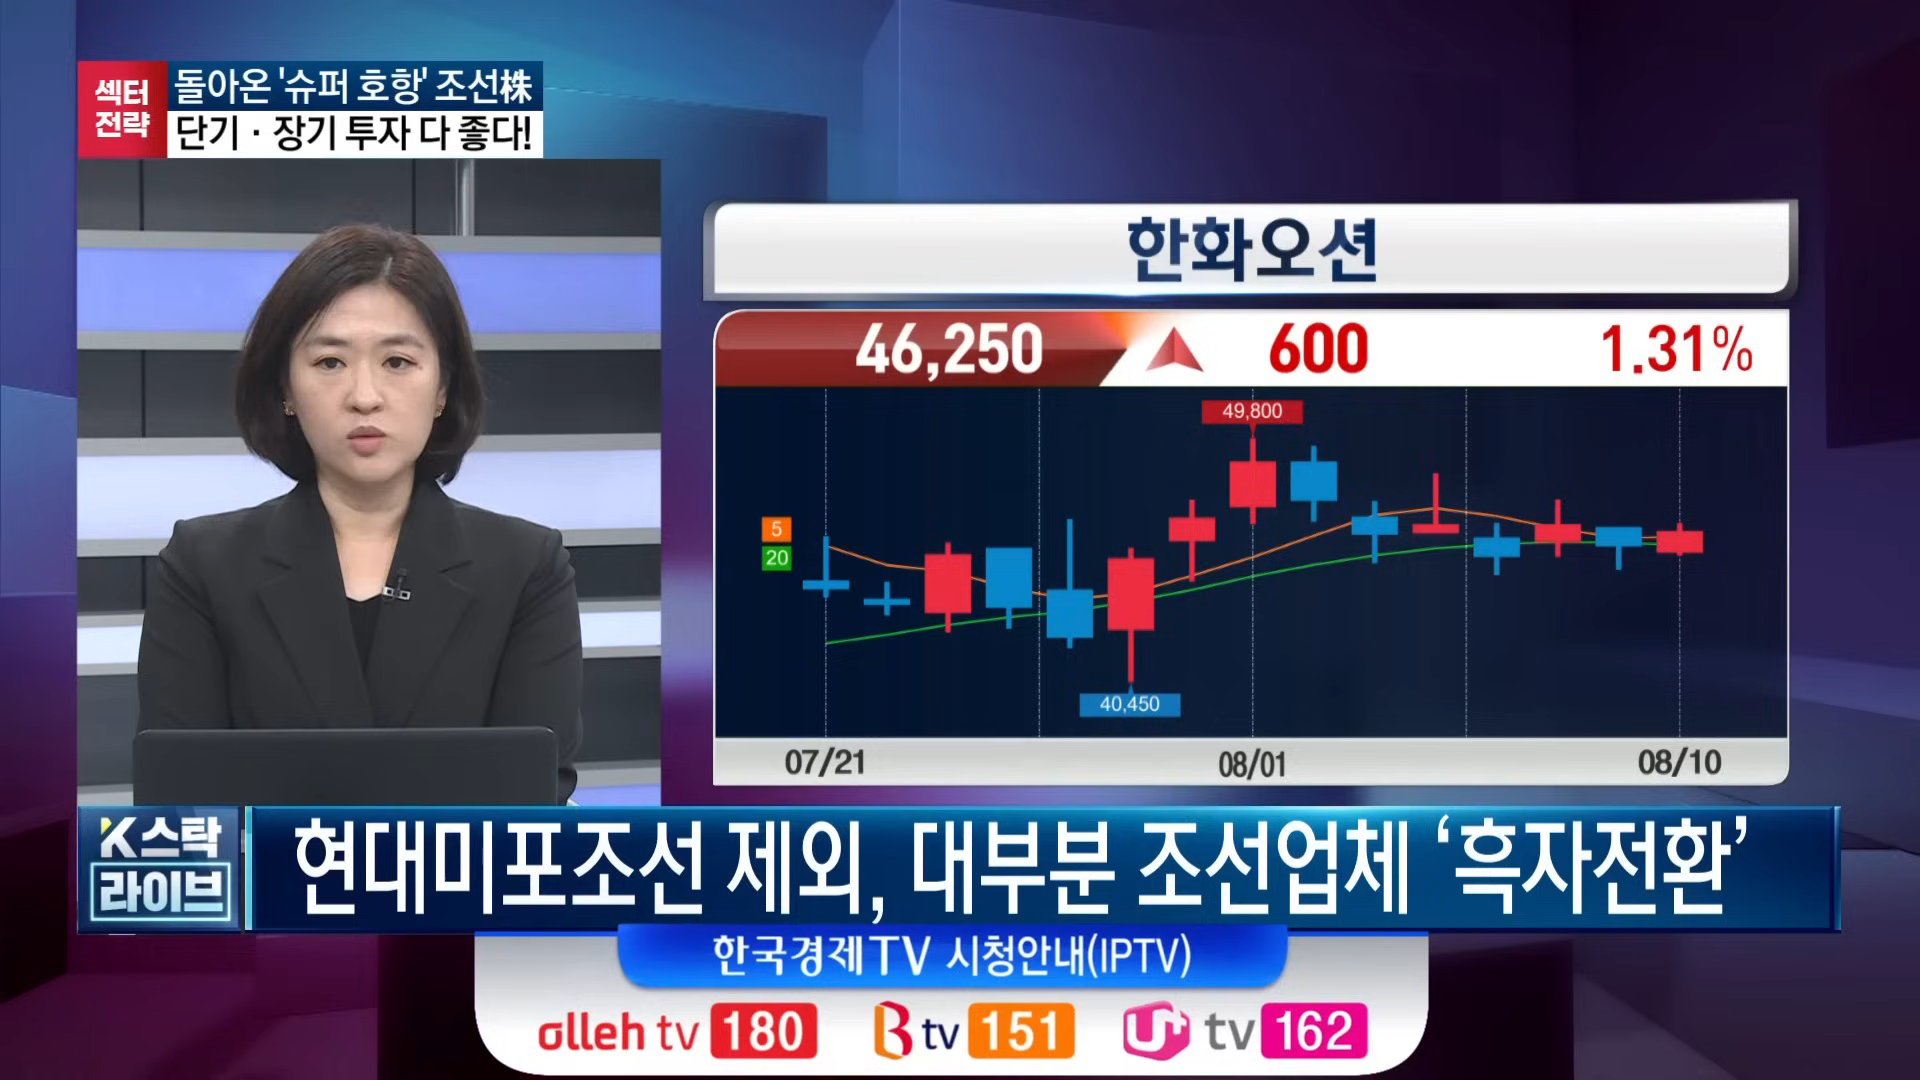 섹터
전략
돌아온 '슈퍼 호항' 조선株
단기 · 장기 투자 다 좋다!
한화오션
46,250 600 1.31%
49,800
5
20
40,450
07/21 08/01 08/10
K스탁
라이브
현대미포조선 제외, 대부분 조선업체 ‘흑자전환’
한국경제TV 시청안내(IPTV)
olleh tv 180 B tv 151 U+ tv 162